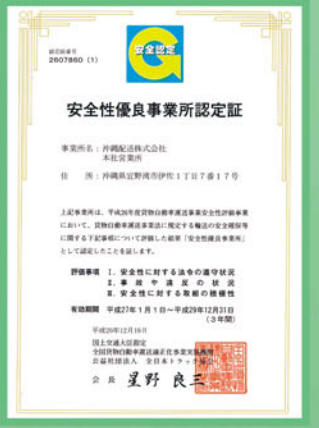 認定証番号
2607860 (1)
安全認定
G
安全性優良事業所認定証
事業所名：沖縄配送株式会社
本社営業所
住　所：沖縄県宜野湾市伊佐１丁目７番１７号
上記事業所は、平成26年度貨物自動車運送事業安全性評価事業
において、貨物自動車運送事業法に規定する輸送の安全確保等
に関する下記事項について評価した結果「安全性優良事業所」
として認定したことを証します。
評価事項　Ⅰ．安全性に対する法令の遵守状況
Ⅱ．事故や違反の状況
Ⅲ．安全性に対する取組の積極性
有効期間　平成27年１月１日～平成29年12月31日
（３年間）
平成26年12月18日
国土交通大臣指定
全国貨物自動車運送適正化事業実施機関
公益社団法人　全日本トラック協会
会長　星野良三